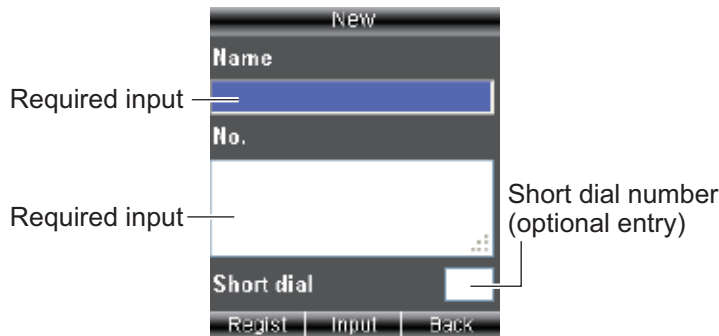 New
Name
Required input
No.
Required input
Short dial number
(optional entry)
Short dial
Regist Input Back